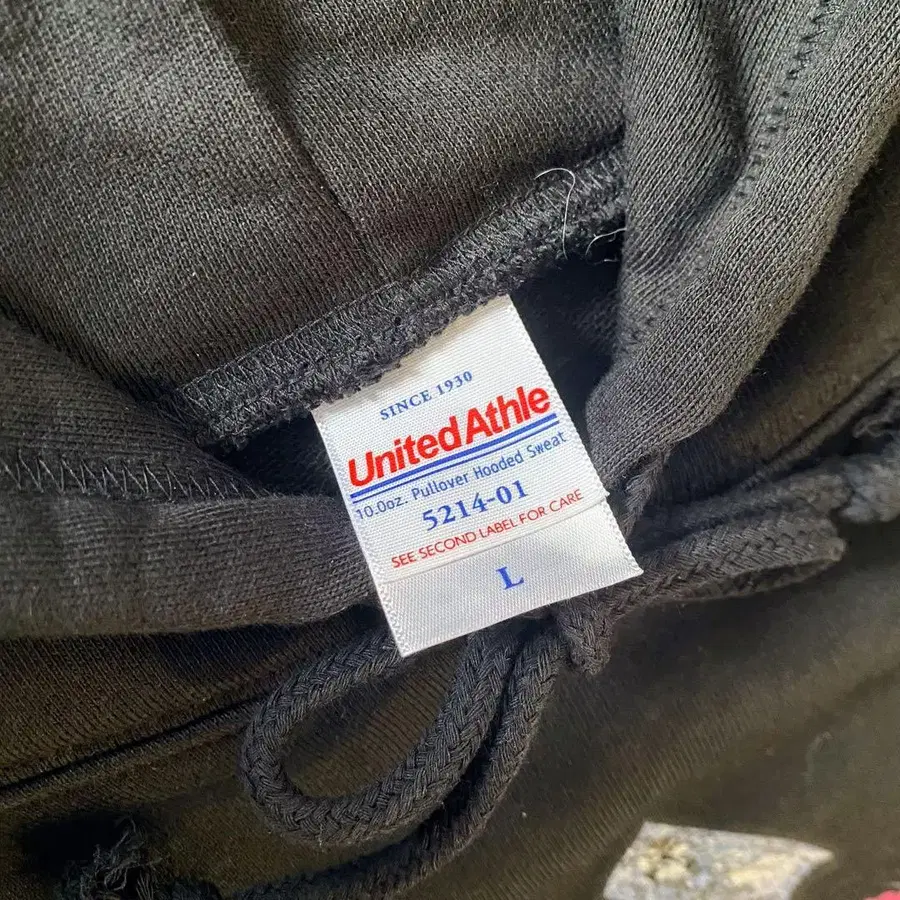 SINCE 1930
UnitedAthle
10.0oz. Pullover Hooded Sweat
5214-01
SEE SECOND LABEL FOR CARE
L